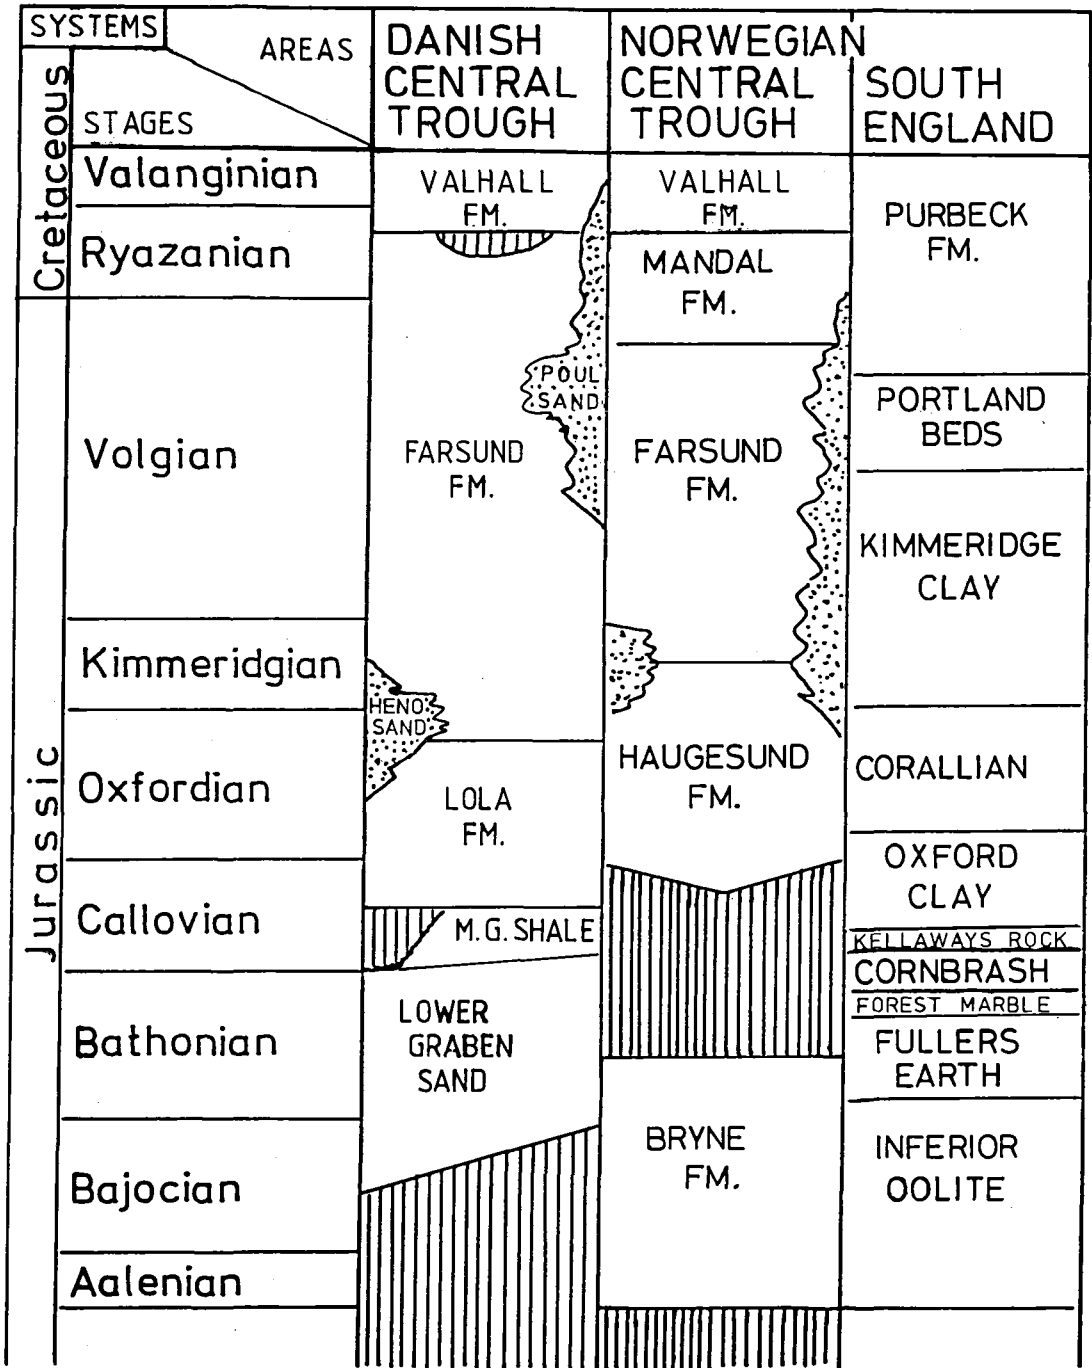 SYSTEMS
AREAS
STAGES
DANISH
CENTRAL
TROUGH
NORWEGIAN
CENTRAL
TROUGH
SOUTH
ENGLAND
Cretaceous
Jurassic
Valanginian
Ryazanian
Volgian
Kimmeridgian
Oxfordian
Callovian
Bathonian
Bajocian
Aalenian
VALHALL
FM.
POUL
SAND
FARSUND
FM.
HENO
SAND
LOLA
FM.
M.G. SHALE
LOWER
GRABEN
SAND
VALHALL
FM.
MANDAL
FM.
FARSUND
FM.
HAUGESUND
FM.
BRYNE
FM.
PURBECK
FM.
PORTLAND
BEDS
KIMMERIDGE
CLAY
CORALLIAN
OXFORD
CLAY
KELLAWAYS ROCK
CORNBRASH
FOREST MARBLE
FULLERS
EARTH
INFERIOR
OOLITE